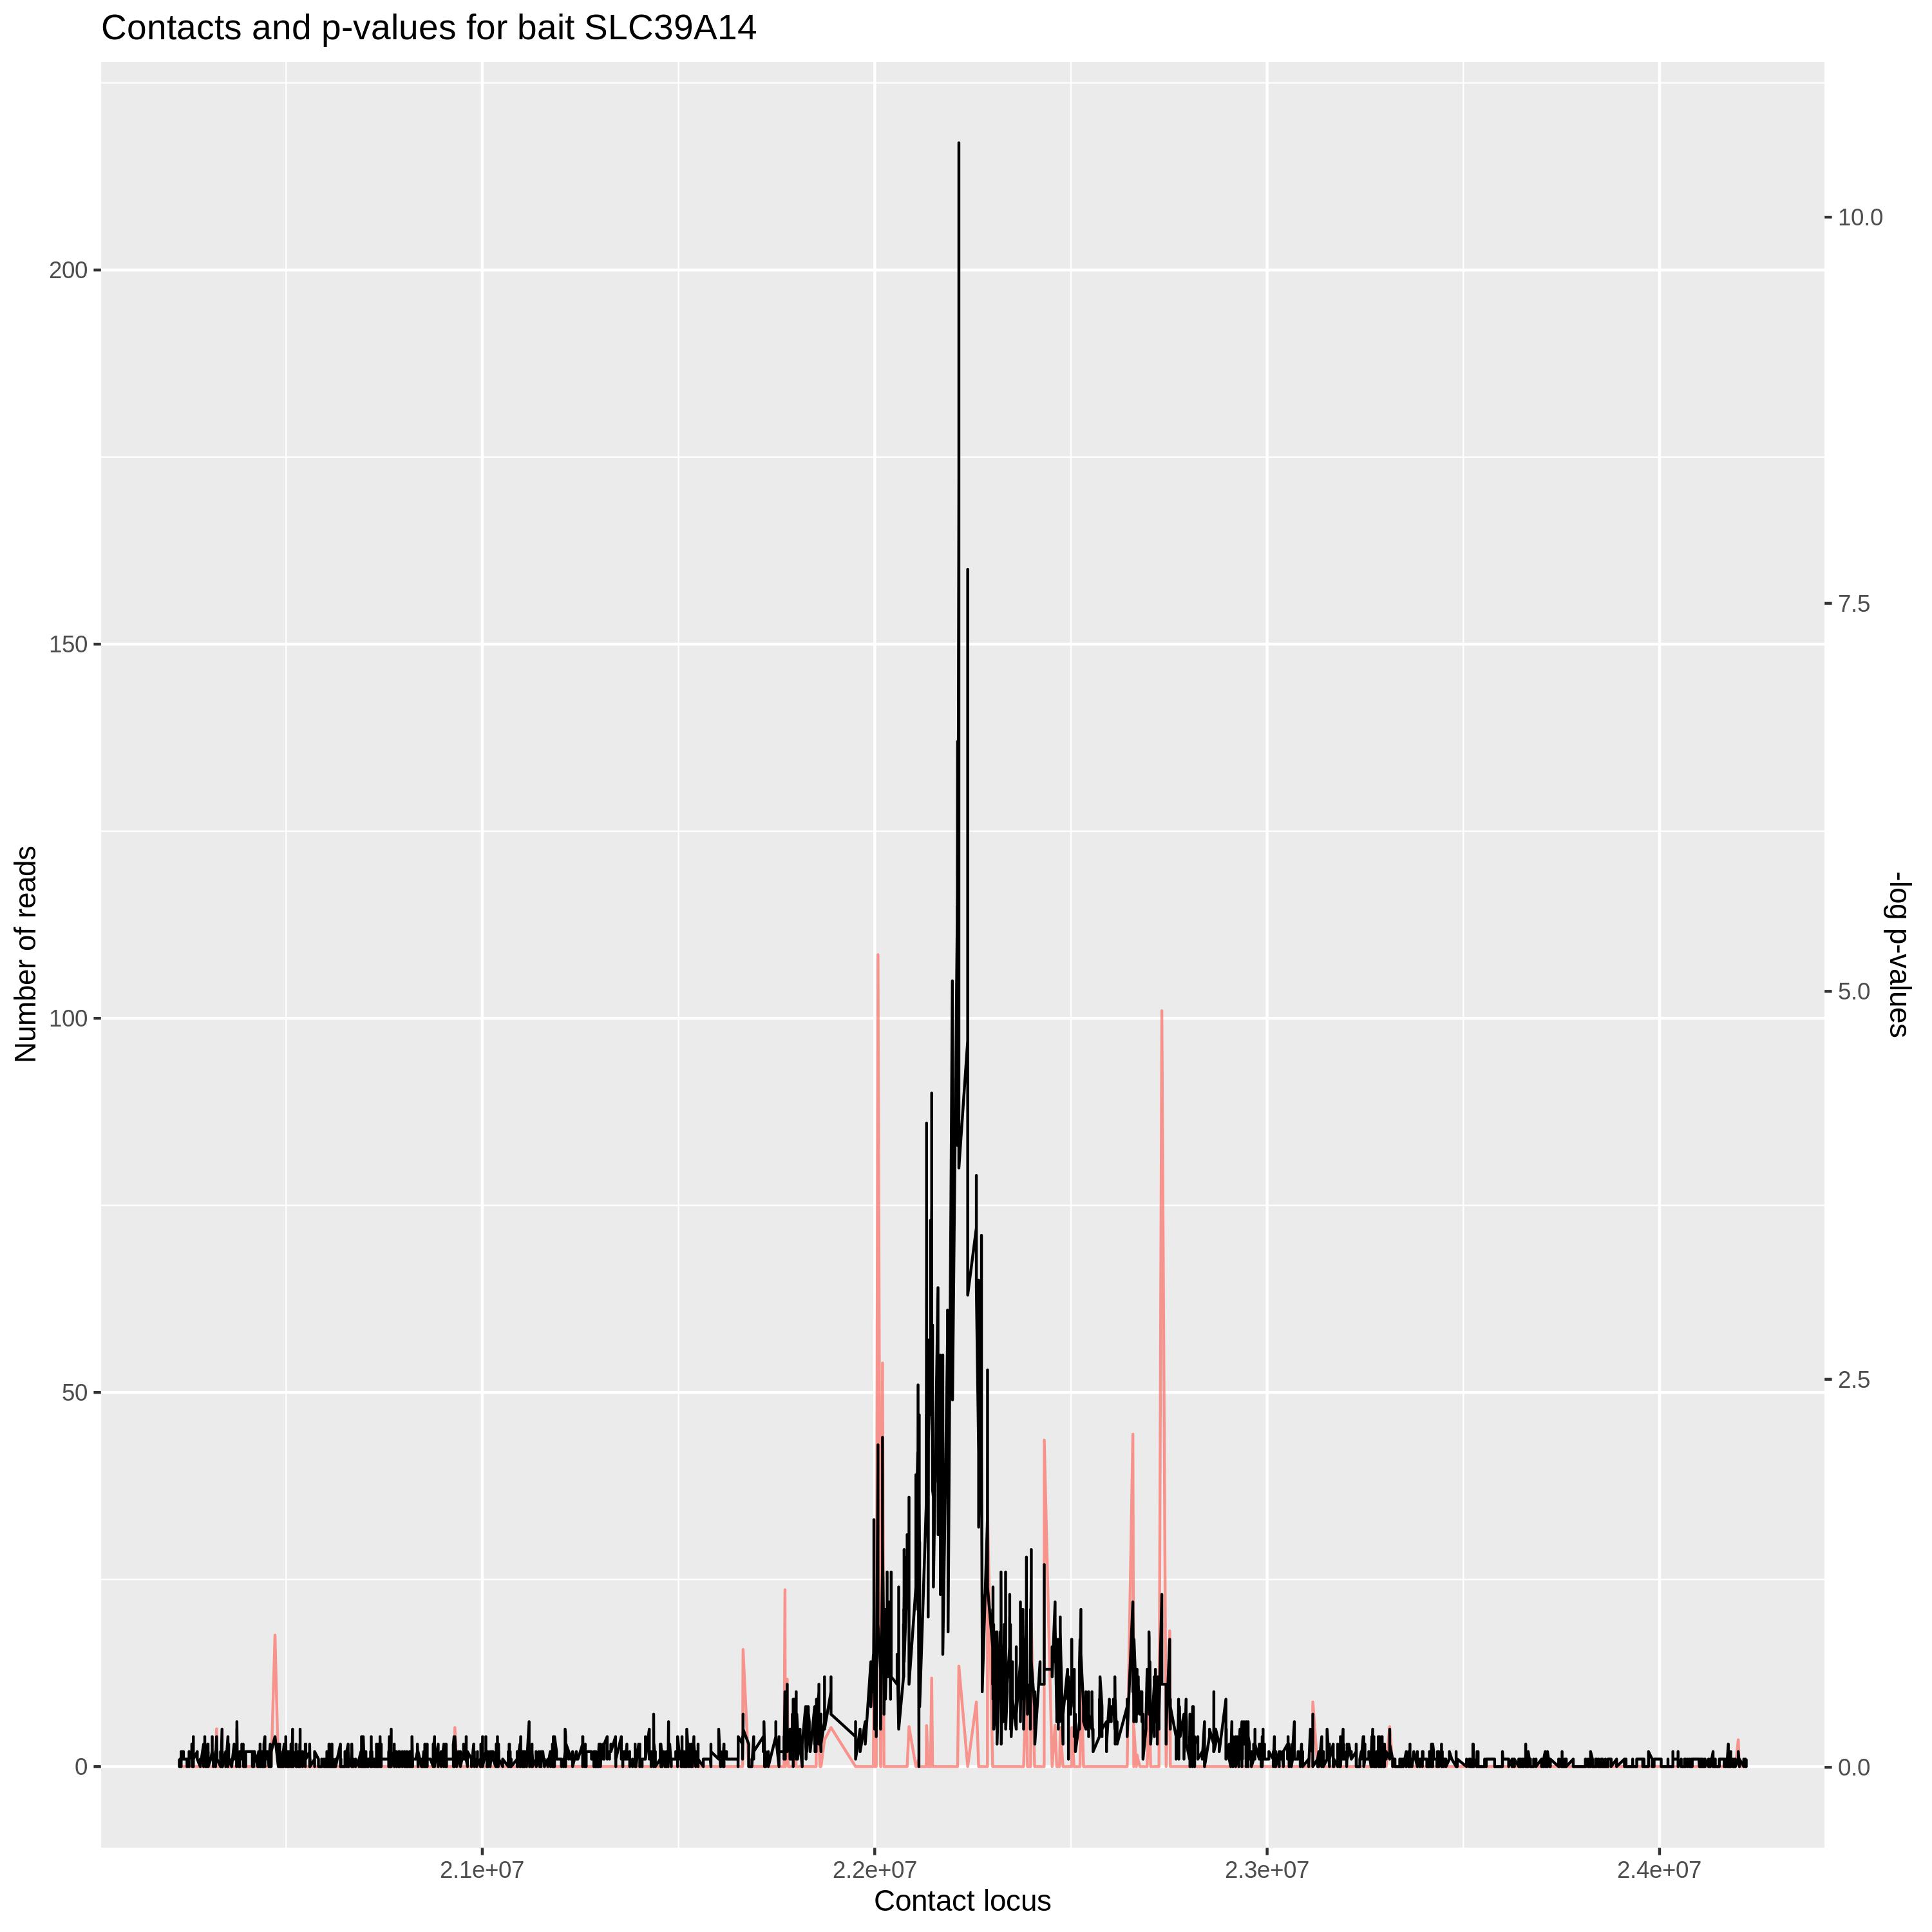 Contacts and p-values for bait SLC39A14
10.0
200
7.5
150
Number of reads
-log p-values
5.0
100
2.5
50
0
0.0
2.1e+07
2.2e+07
2.3e+07
2.4e+07
Contact locus